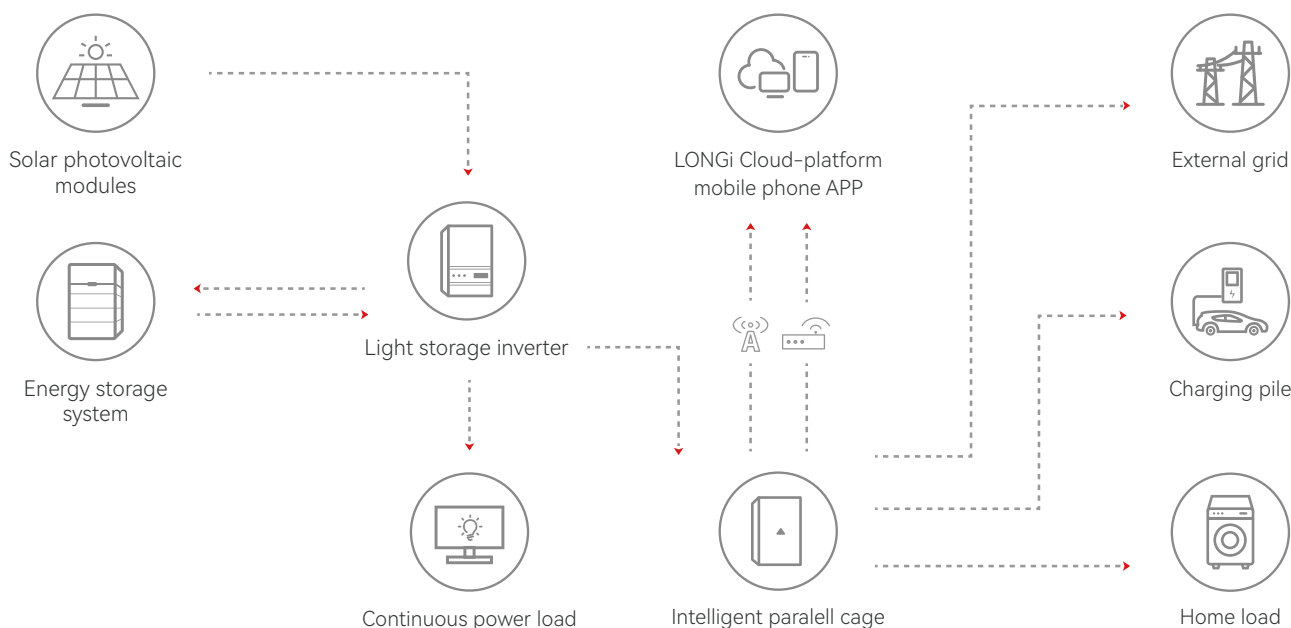 Solar photovoltaic
modules
LONGi Cloud-platform
mobile phone APP
External grid
Energy storage
system
Light storage inverter
Charging pile
Continuous power load
Intelligent paralell cage
Home load